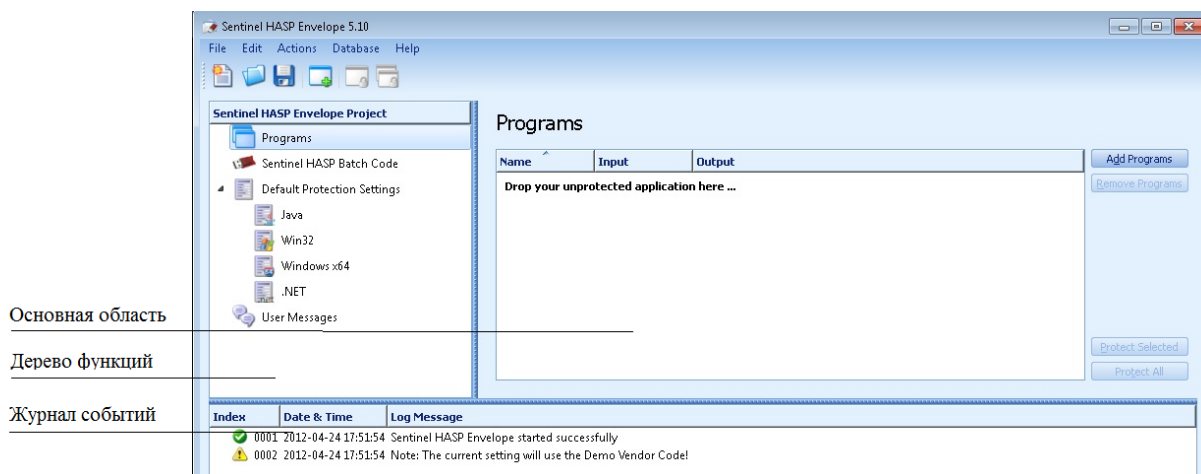 Sentinel HASP Envelope 5.10
File Edit Actions Database Help
Sentinel HASP Envelope Project
Programs
Sentinel HASP Batch Code
Default Protection Settings
Java
Win32
Windows x64
.NET
User Messages
Programs
Name Input Output
Drop your unprotected application here ...
Add Programs
Remove Programs
Protect Selected
Protect All
Основная область
Дерево функций
Журнал событий
Index Date & Time Log Message
0001 2012-04-24 17:51:54 Sentinel HASP Envelope started successfully
0002 2012-04-24 17:51:54 Note: The current setting will use the Demo Vendor Code!